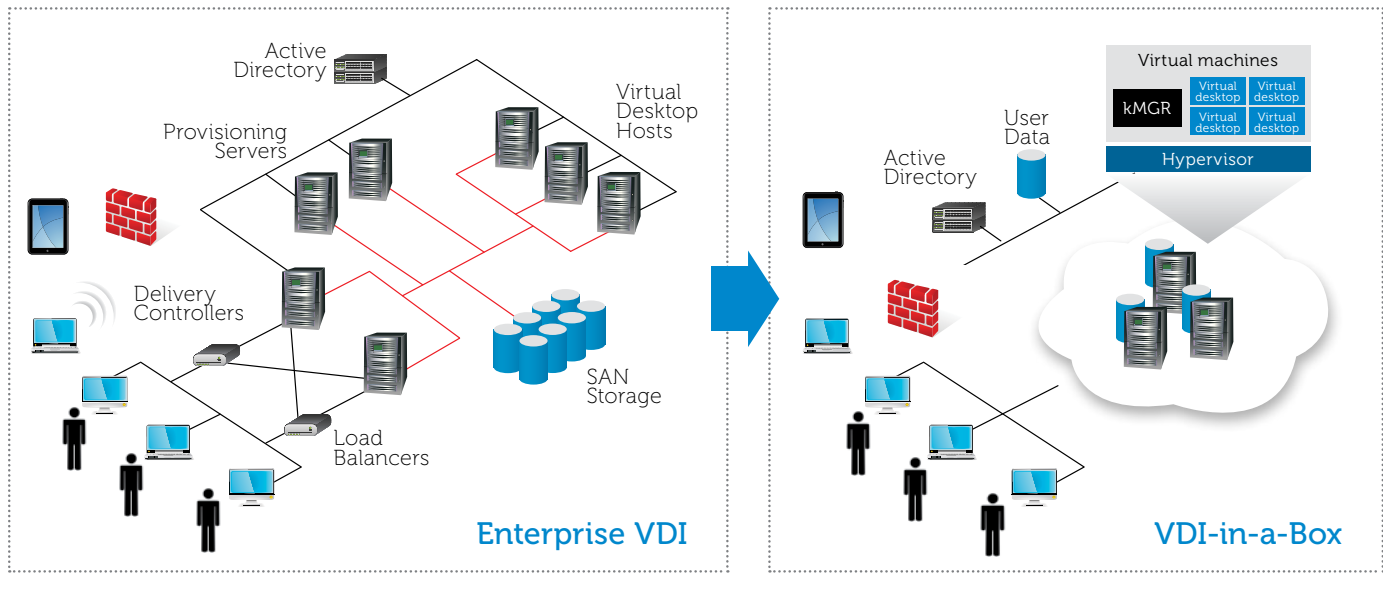 Active
Directory
Provisioning
Servers
Virtual
Desktop
Hosts
Delivery
Controllers
SAN
Storage
Load
Balancers
Enterprise VDI
Virtual machines
kMGR
Virtual
desktop
Virtual
desktop
Virtual
desktop
Virtual
desktop
Hypervisor
User
Data
Active
Directory
VDI-in-a-Box